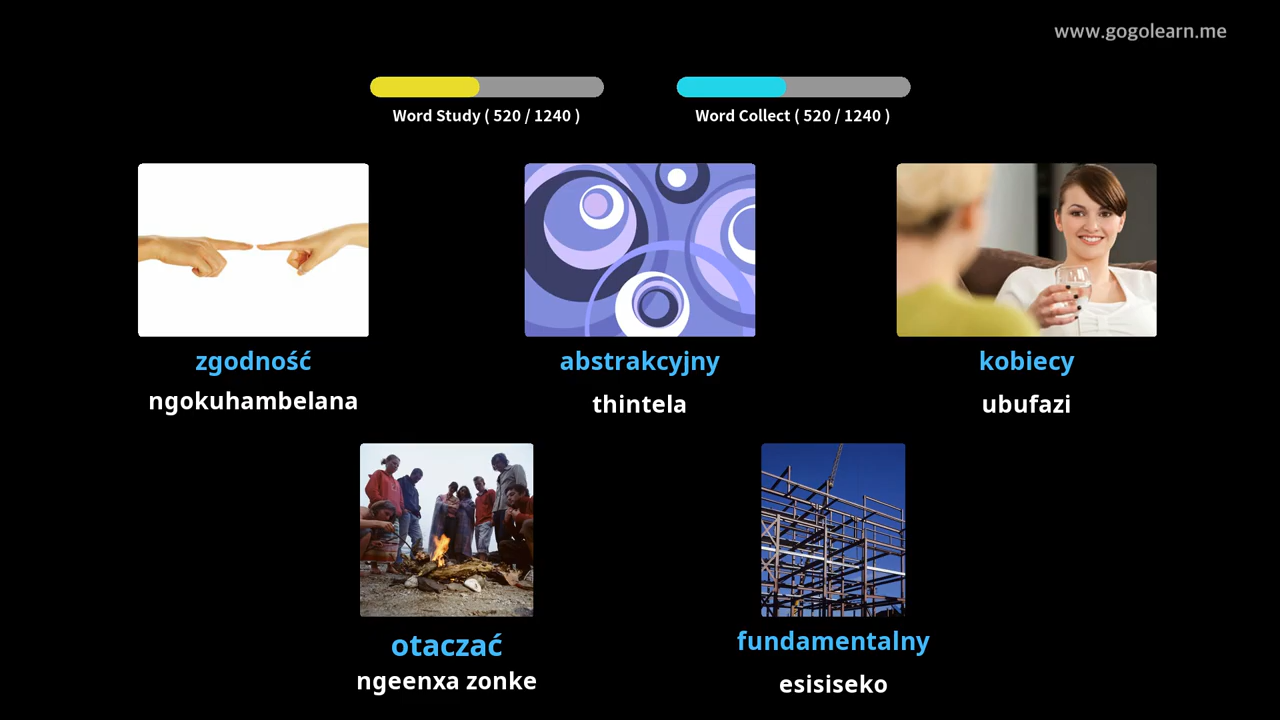 www.gogolearn.me
Word Study ( 520 / 1240 )
Word Collect ( 520 / 1240 )
zgodność
abstrakcyjny
kobiecy
ngokuhambelana
thintela
ubufazi
otaczać
fundamentalny
ngeenxa zonke
esisiseko